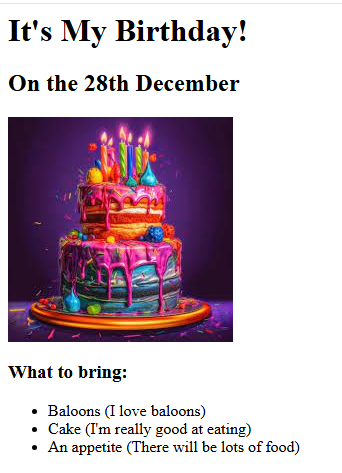 It's My Birthday!
On the 28th December
What to bring:
• Baloons (I love baloons)
• Cake (I'm really good at eating)
• An appetite (There will be lots of food)